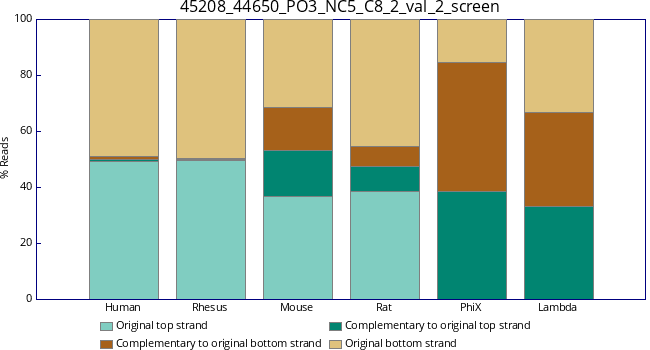 45208_44650_PO3_NC5_C8_2_val_2_screen
100
80
60
40
20
0
% Reads
Human Rhesus Mouse Rat PhiX Lambda
Original top strand Complementary to original top strand
Complementary to original bottom strand Original bottom strand